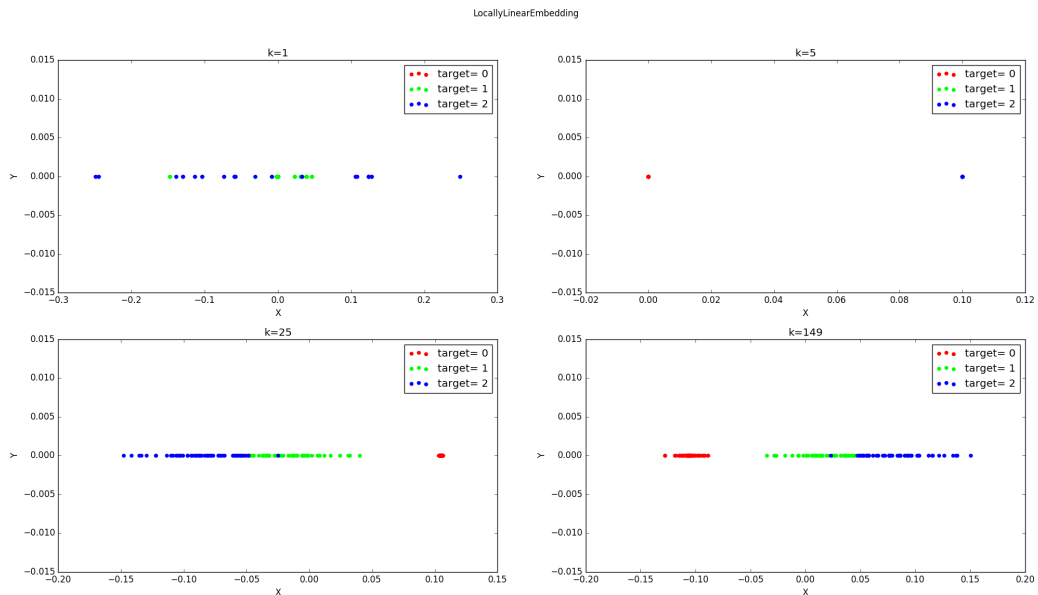 LocallyLinearEmbedding
k=1
0.015
0.010
0.005
0.000
−0.005
−0.010
−0.015
Y
−0.3 −0.2 −0.1 0.0 0.1 0.2 0.3
X
target= 0
target= 1
target= 2
k=5
0.015
0.010
0.005
0.000
−0.005
−0.010
−0.015
Y
−0.02 0.00 0.02 0.04 0.06 0.08 0.10 0.12
X
target= 0
target= 1
target= 2
k=25
0.015
0.010
0.005
0.000
−0.005
−0.010
−0.015
Y
−0.20 −0.15 −0.10 −0.05 0.00 0.05 0.10 0.15
X
target= 0
target= 1
target= 2
k=149
0.015
0.010
0.005
0.000
−0.005
−0.010
−0.015
Y
−0.20 −0.15 −0.10 −0.05 0.00 0.05 0.10 0.15 0.20
X
target= 0
target= 1
target= 2